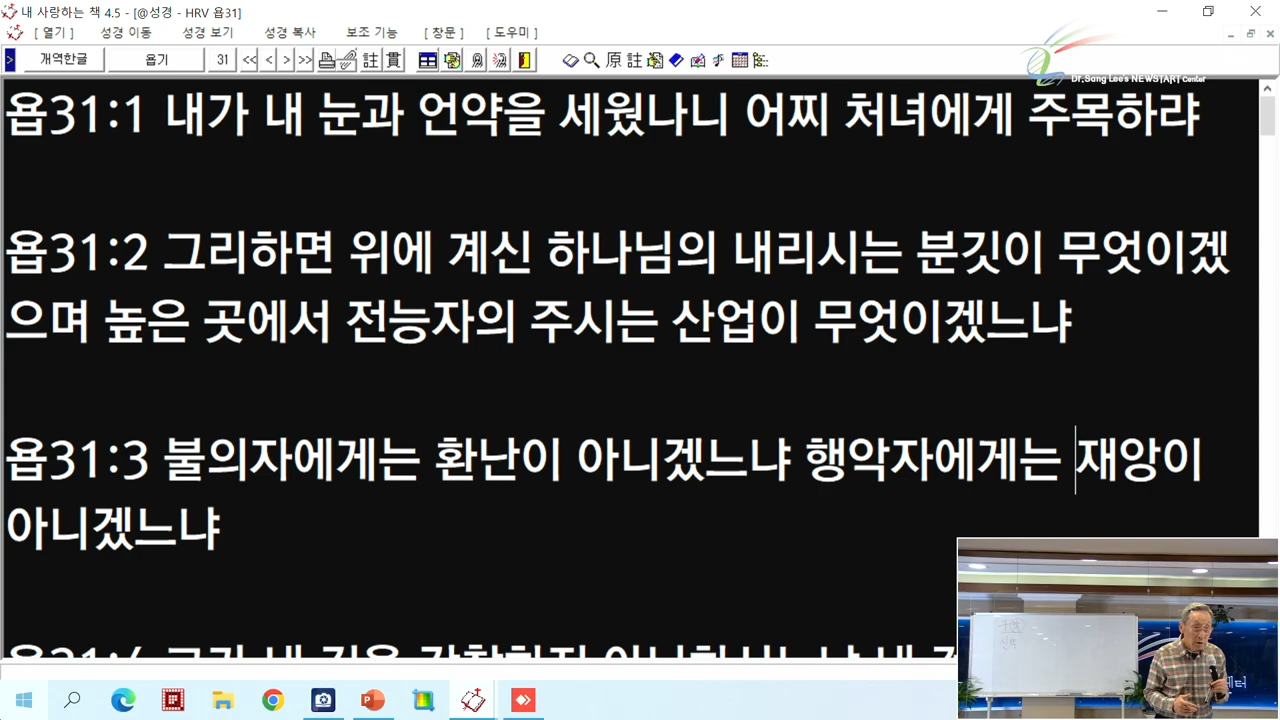 내 사랑하는 책 4.5 - [@성경 - HRV 욥31]
[ 열기 ] 성경 이동 성경 보기 성경 복사 보조 기능 [ 창문 ] [ 도우미 ]
개역한글 욥기 31 << < > >> 註 貫 原 註
Dr.Sang Lee's NEWSTART Center
욥31:1 내가 내 눈과 언약을 세웠나니 어찌 처녀에게 주목하랴
욥31:2 그리하면 위에 계신 하나님의 내리시는 분깃이 무엇이겠
으며 높은 곳에서 전능자의 주시는 산업이 무엇이겠느냐
욥31:3 불의자에게는 환난이 아니겠느냐 행악자에게는 재앙이
아니겠느냐